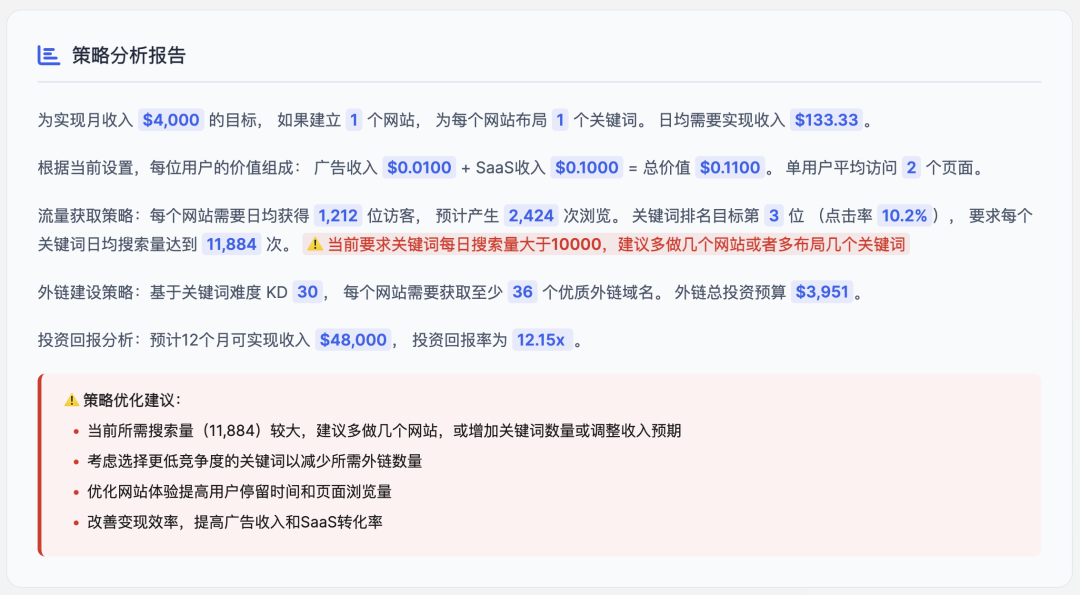 策略分析报告
为实现月收入 $4,000 的目标， 如果建立 1 个网站， 为每个网站布局 1 个关键词。 日均需要实现收入 $133.33 。
根据当前设置，每位用户的价值组成： 广告收入 $0.0100 + SaaS收入 $0.1000 = 总价值 $0.1100 。 单用户平均访问 2 个页面。
流量获取策略：每个网站需要日均获得 1,212 位访客， 预计产生 2,424 次浏览。 关键词排名目标第 3 位 （点击率 10.2% ）， 要求每个
关键词日均搜索量达到 11,884 次。 ⚠️ 当前要求关键词每日搜索量大于10000，建议多做几个网站或者多布局几个关键词
外链建设策略：基于关键词难度 KD 30 ， 每个网站需要获取至少 36 个优质外链域名。 外链总投资预算 $3,951 。
投资回报分析：预计12个月可实现收入 $48,000 ， 投资回报率为 12.15x 。
⚠️ 策略优化建议：
• 当前所需搜索量（11,884）较大，建议多做几个网站，或增加关键词数量或调整收入预期
• 考虑选择更低竞争度的关键词以减少所需外链数量
• 优化网站体验提高用户停留时间和页面浏览量
• 改善变现效率，提高广告收入和SaaS转化率